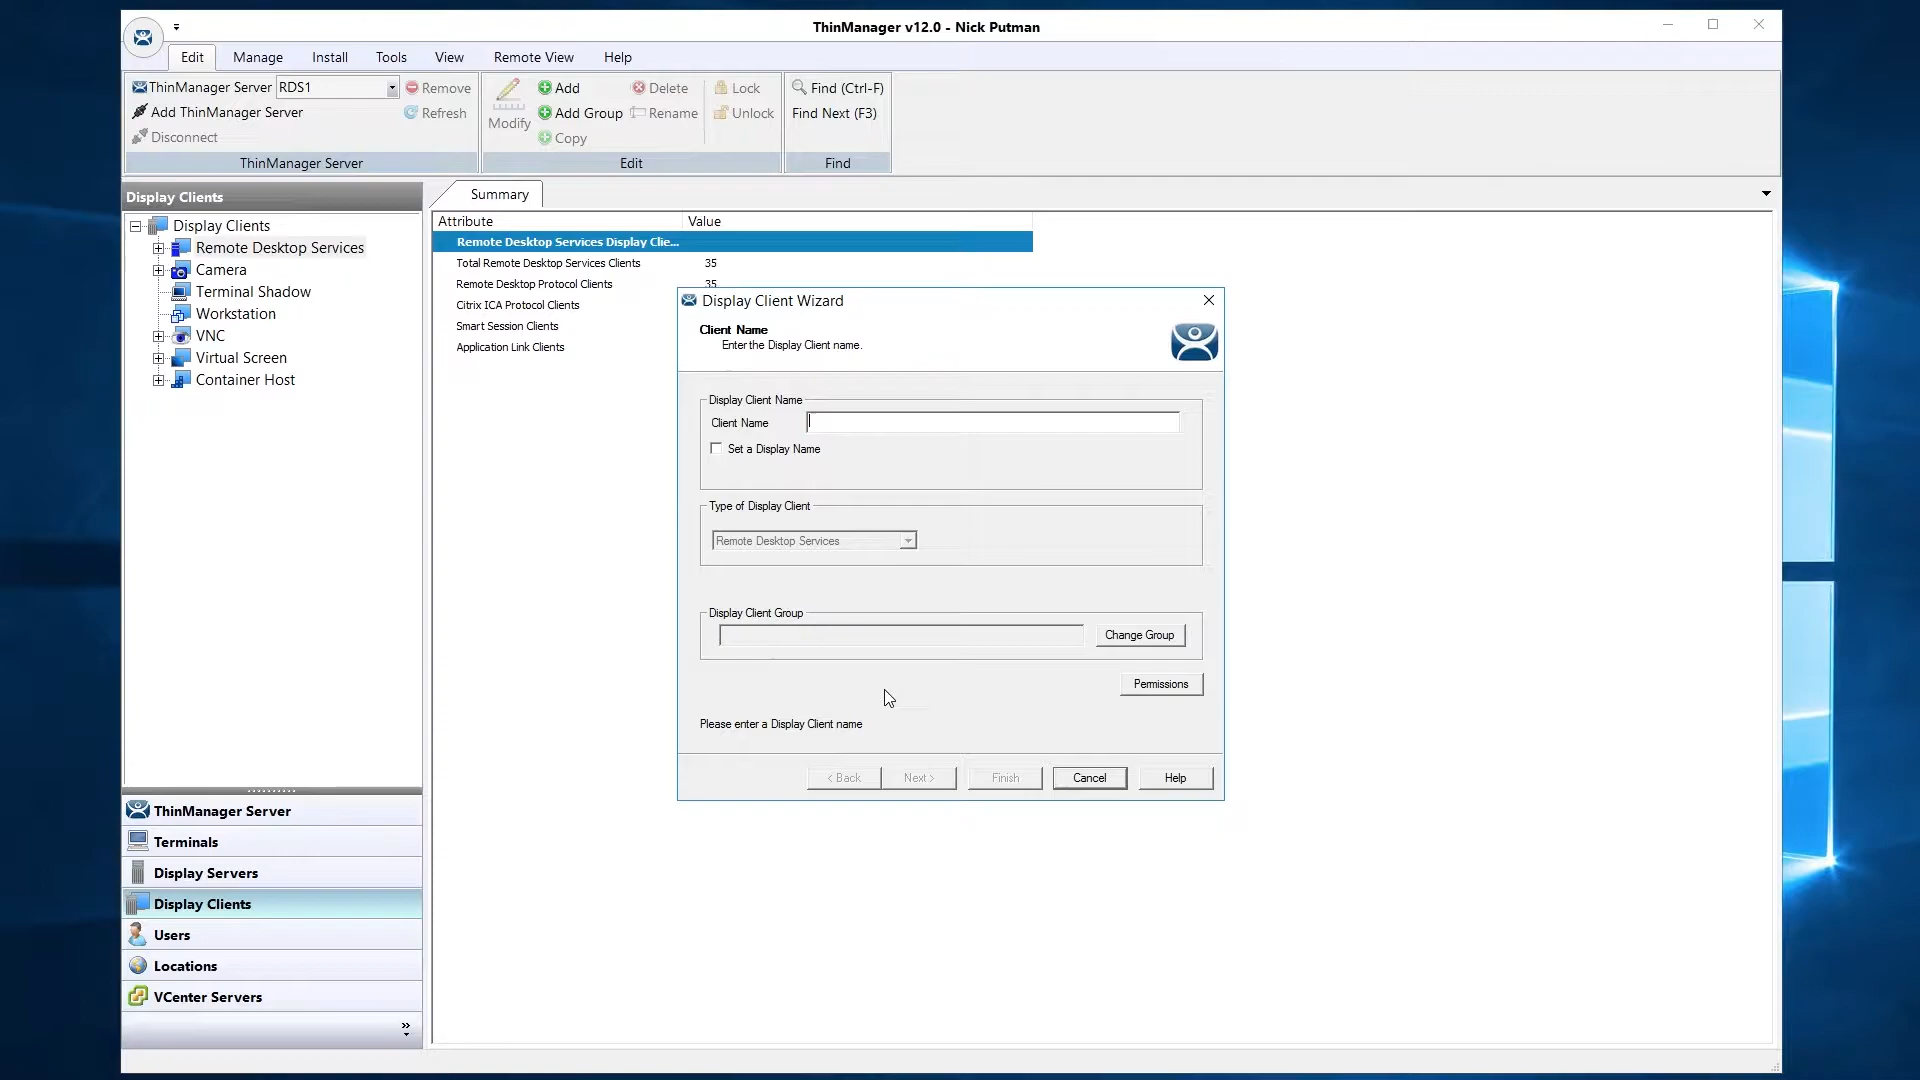 ThinManager v12.0 - Nick Putman
Edit Manage Install Tools View Remote View Help
ThinManager Server RDS1 Remove
Add ThinManager Server Refresh
Disconnect
ThinManager Server
Modify
Add Delete Lock
Add Group Rename Unlock
Copy
Edit
Find (Ctrl-F)
Find Next (F3)
Find
Display Clients
Display Clients
Remote Desktop Services
Camera
Terminal Shadow
Workstation
VNC
Virtual Screen
Container Host
ThinManager Server
Terminals
Display Servers
Display Clients
Users
Locations
VCenter Servers
Summary
Attribute Value
Remote Desktop Services Display Clie...
Total Remote Desktop Services Clients 35
Remote Desktop Protocol Clients 35
Citrix ICA Protocol Clients
Smart Session Clients
Application Link Clients
Display Client Wizard
Client Name
Enter the Display Client name.
Display Client Name
Client Name
Set a Display Name
Type of Display Client
Remote Desktop Services
Display Client Group
Change Group
Permissions
Please enter a Display Client name
< Back Next > Finish Cancel Help